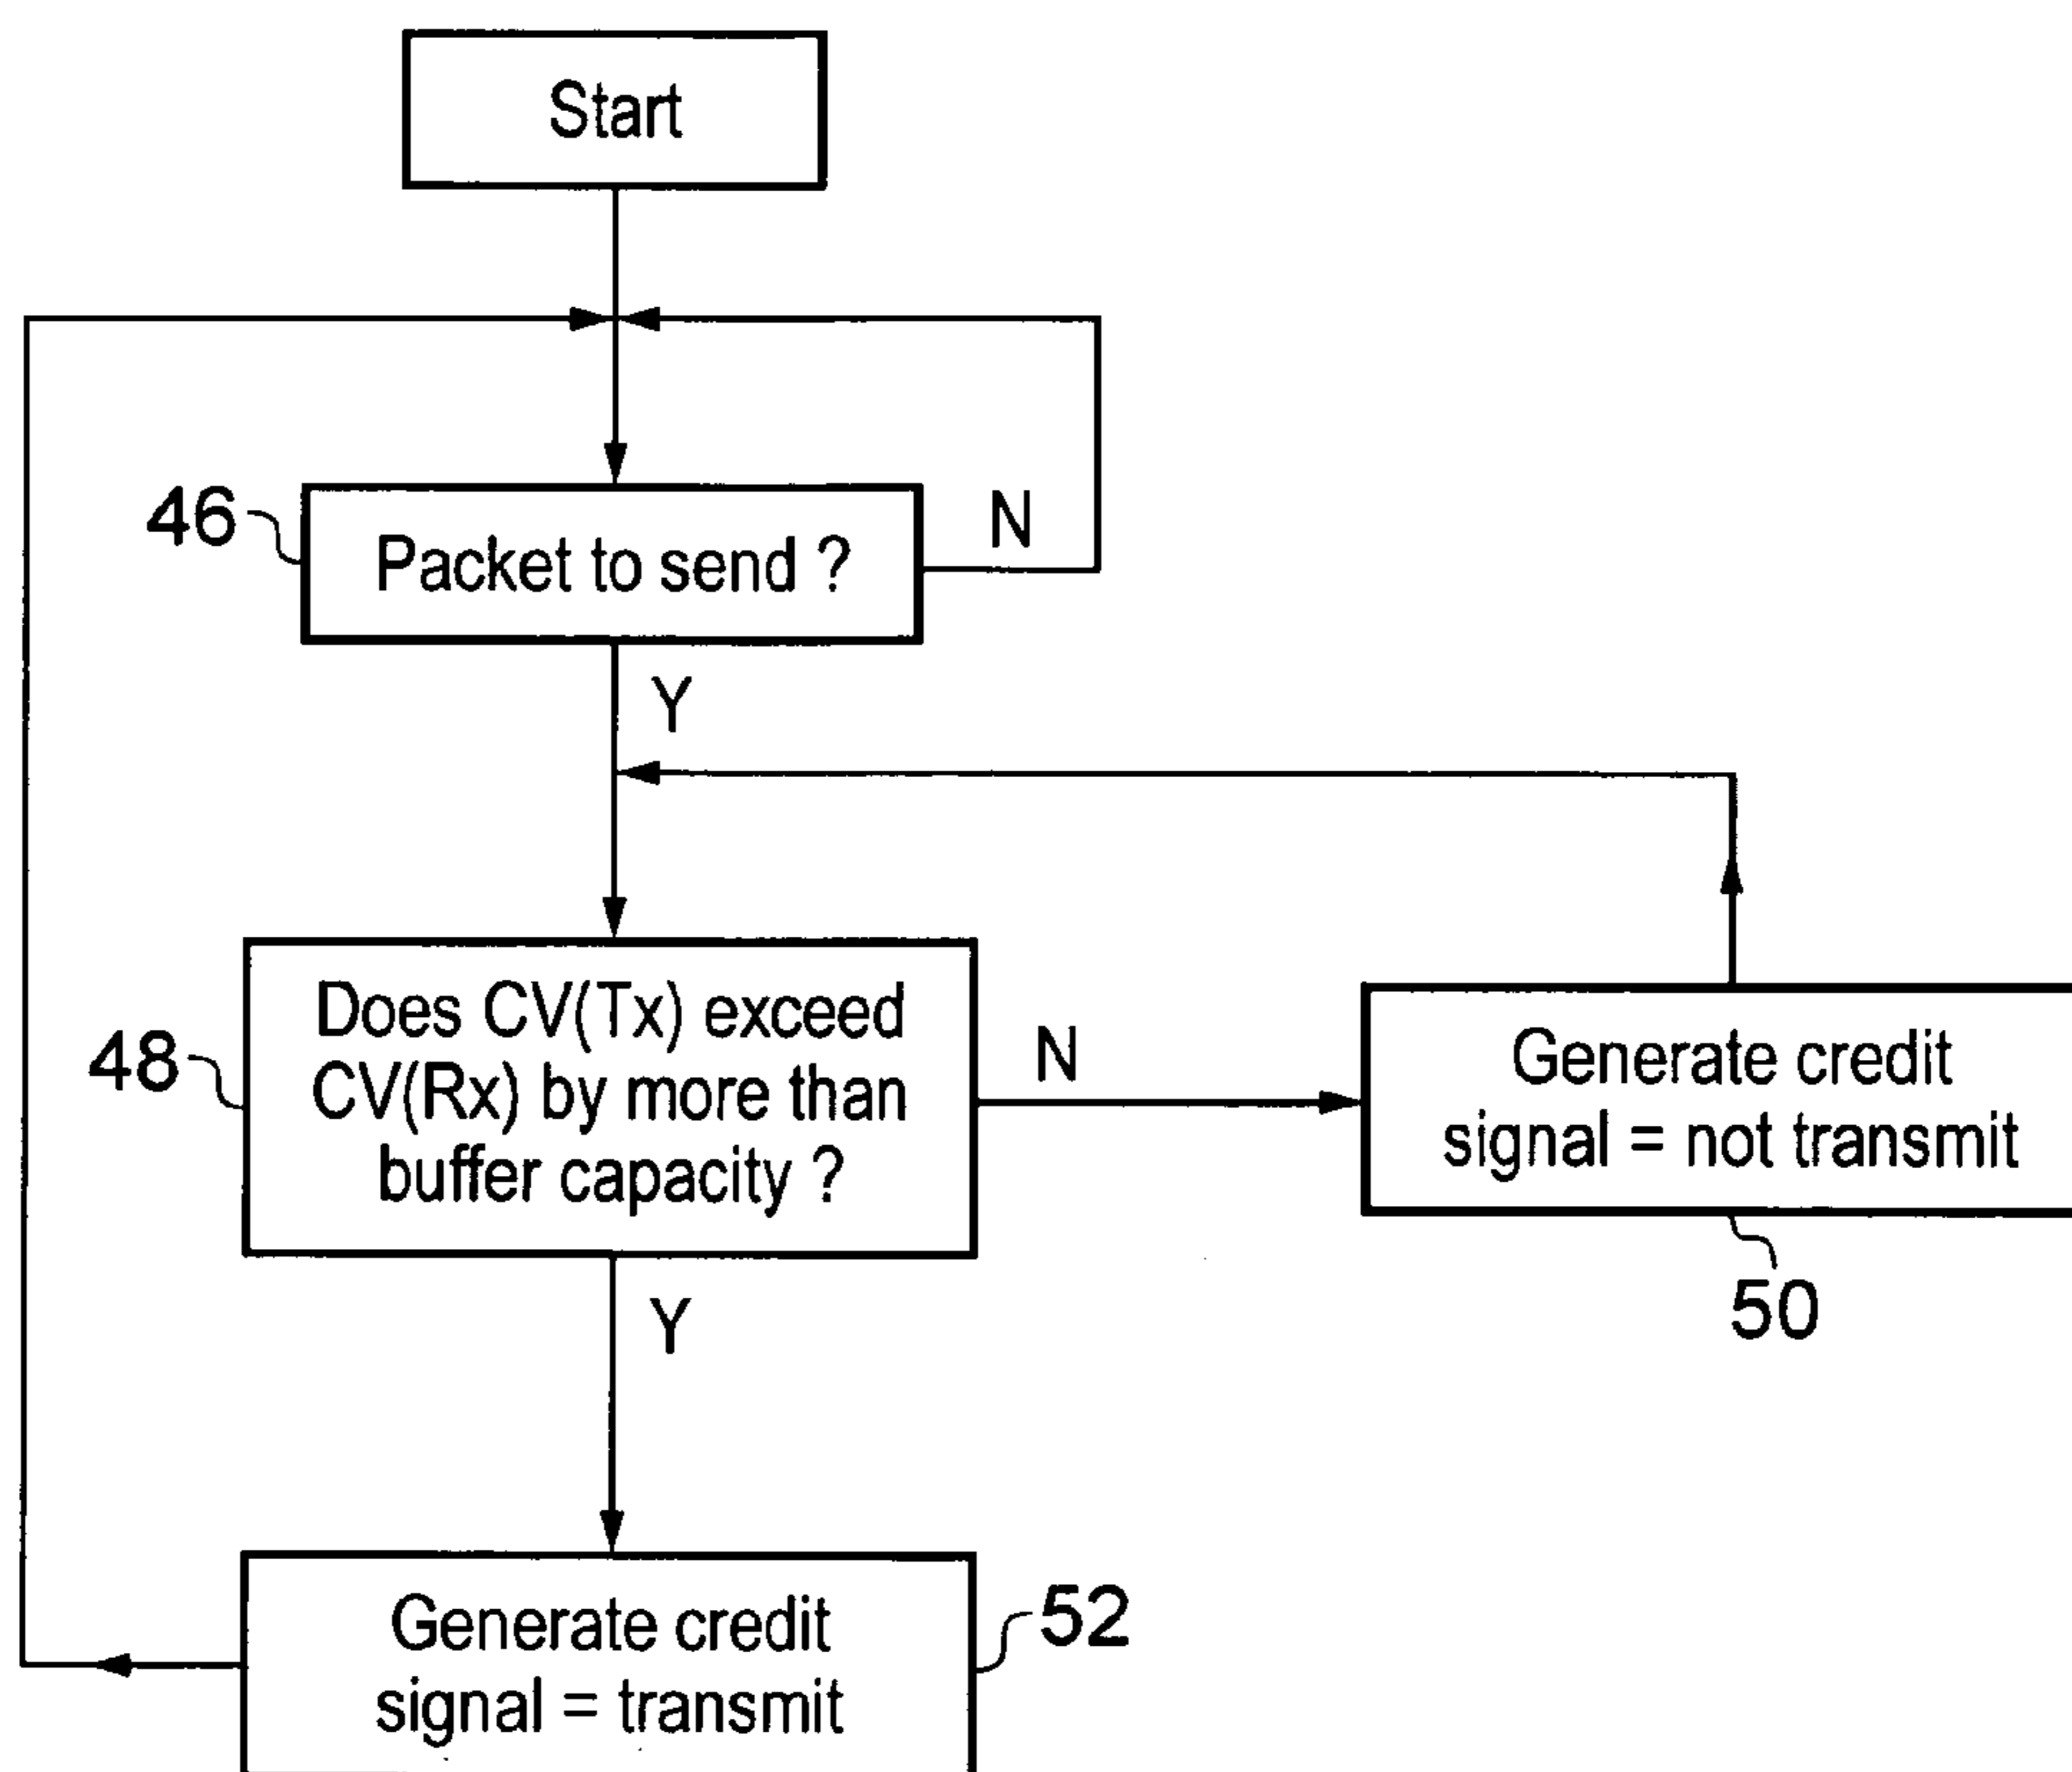 Start
46
Packet to send ?
N
Y
48
Does CV(Tx) exceed
CV(Rx) by more than
buffer capacity ?
N
Generate credit
signal = not transmit
50
Y
Generate credit
signal = transmit
52